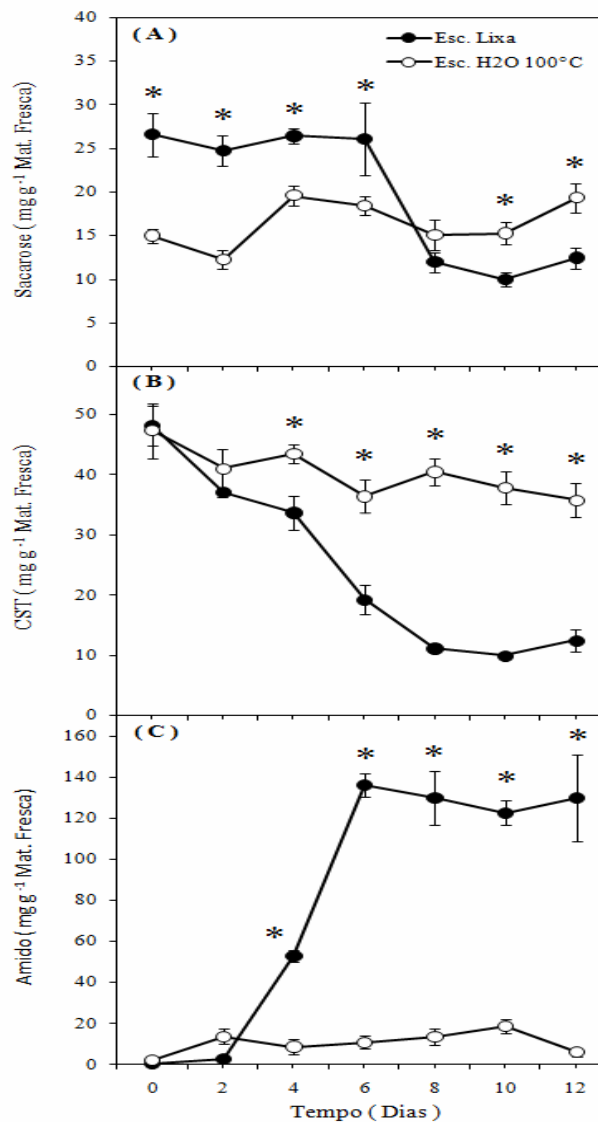 40
( A )
Esc. Lixa
Esc. H2O 100°C
35
30
25
20
15
10
5
0
Sacarose ( mg g-1 Mat. Fresca)
* * * * * *
( B )
50
40
30
20
10
0
CST ( mg g-1 Mat. Fresca)
* * * * *
( C )
160
140
120
100
80
60
40
20
0
Amido ( mg g-1 Mat. Fresca)
* * * * *
0 2 4 6 8 10 12
Tempo ( Dias )